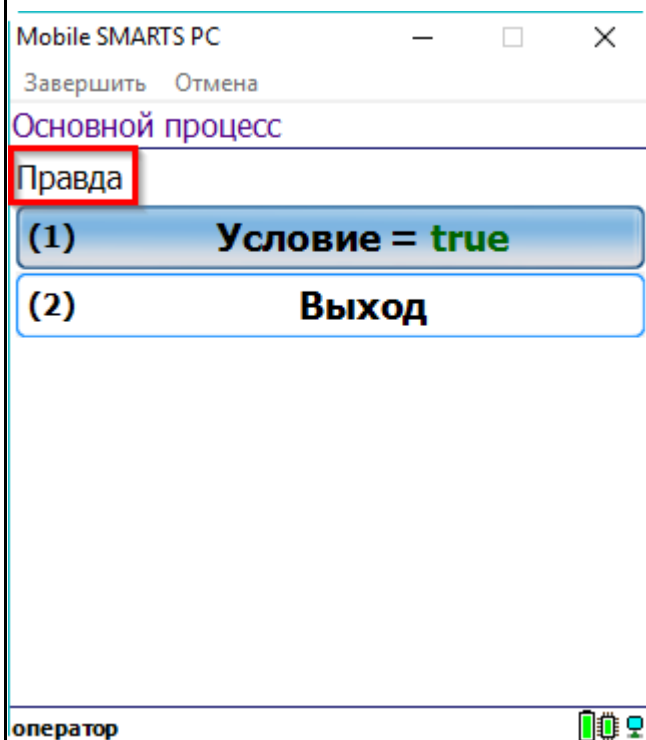 Mobile SMARTS PC
Завершить Отмена
Основной процесс
Правда
(1) Условие = true
(2) Выход
оператор